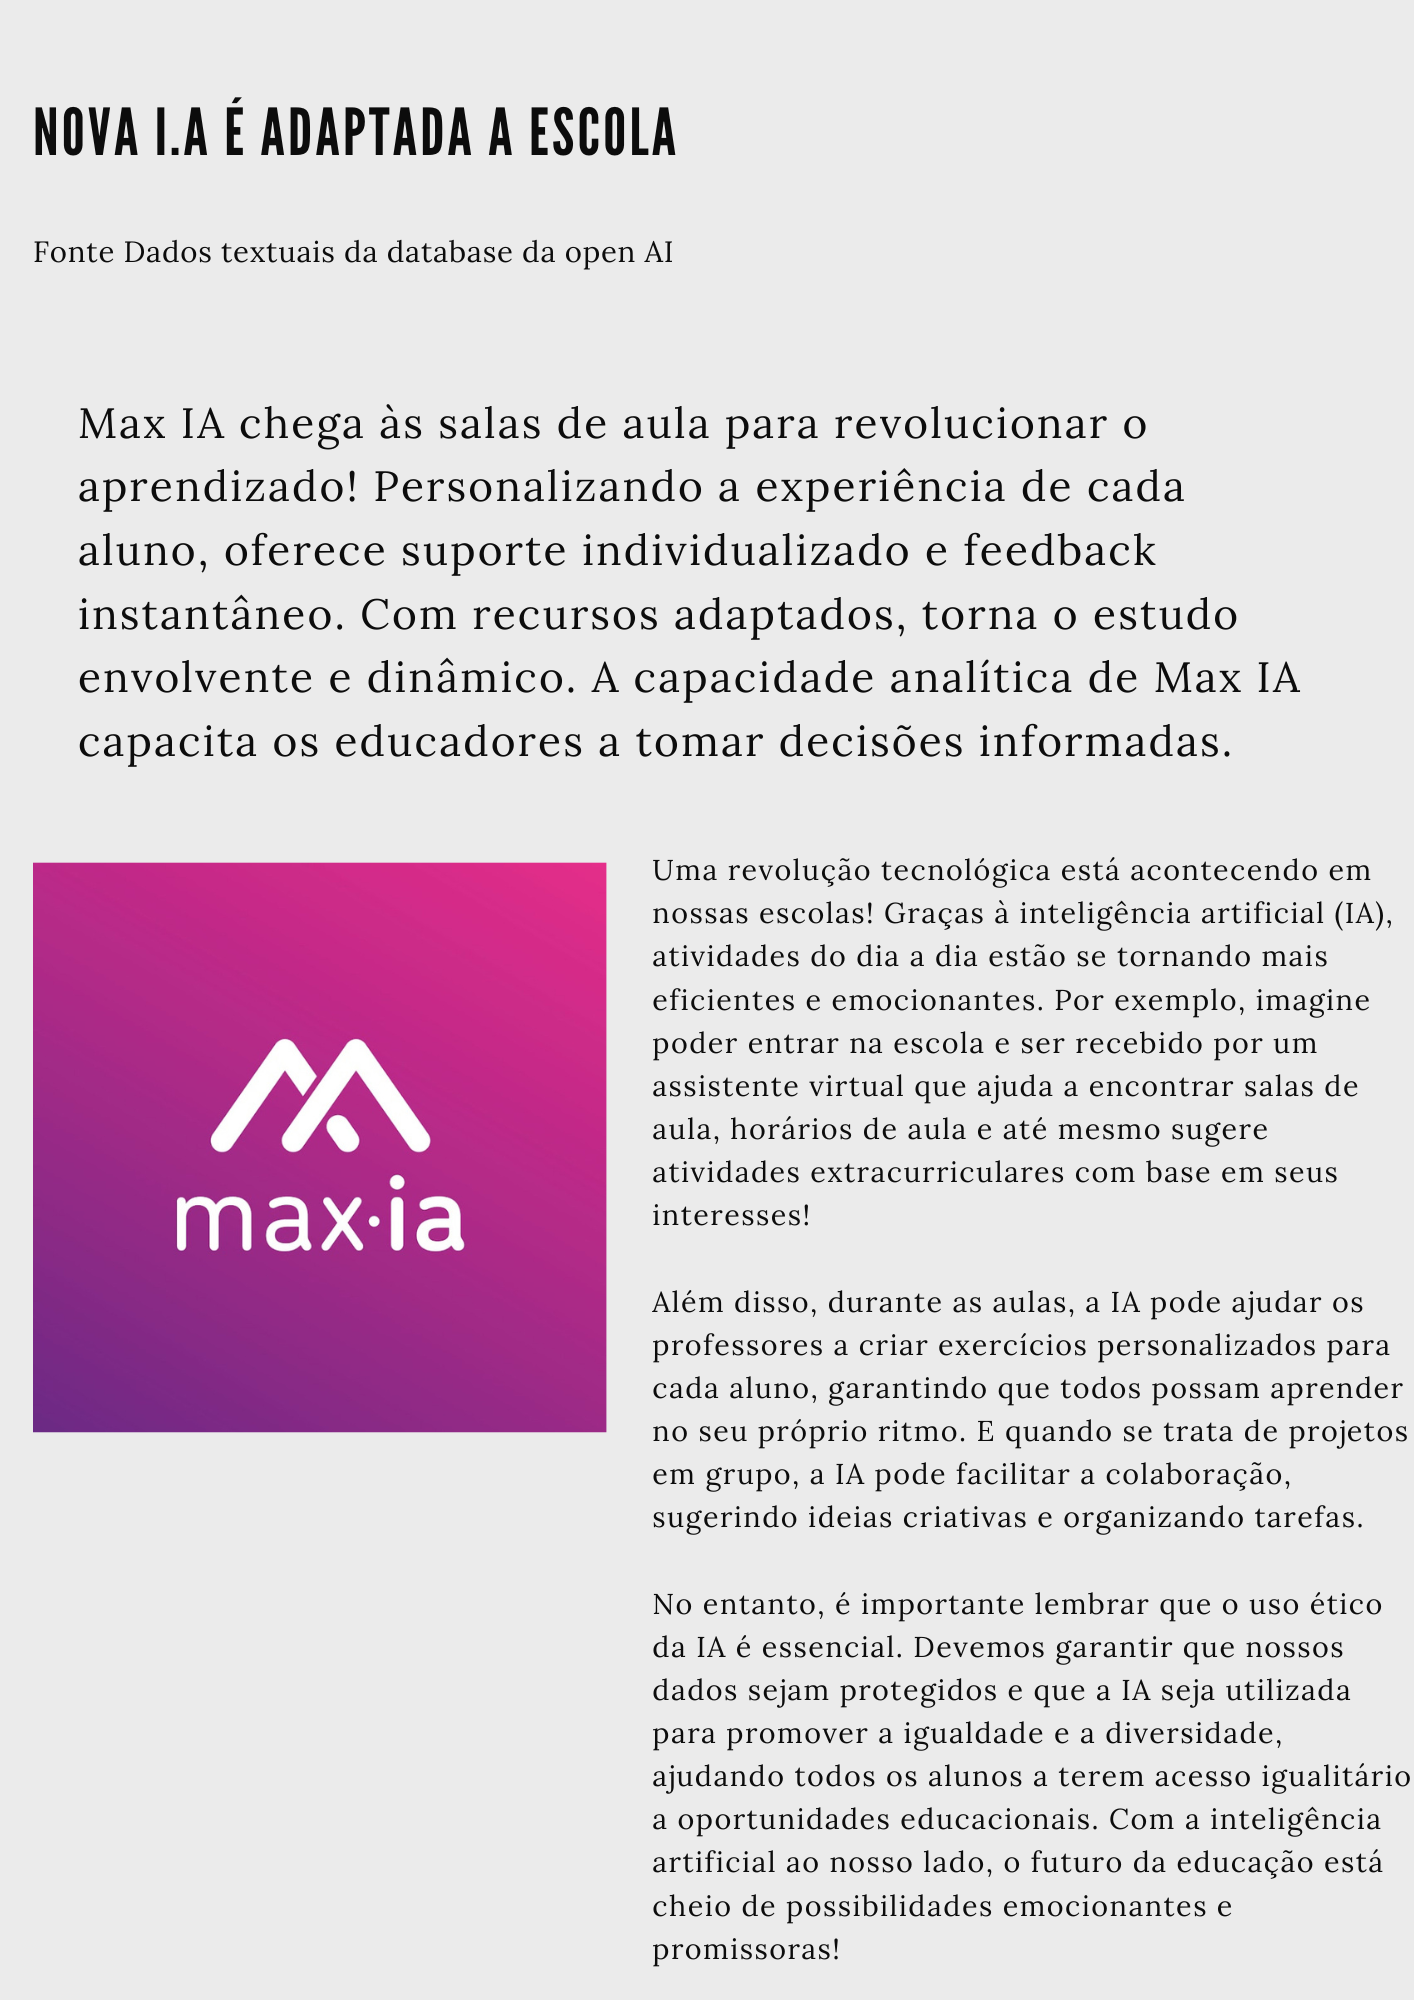 NOVA I.A É ADAPTADA A ESCOLA
Fonte Dados textuais da database da open AI
Max IA chega às salas de aula para revolucionar o
aprendizado! Personalizando a experiência de cada
aluno, oferece suporte individualizado e feedback
instantâneo. Com recursos adaptados, torna o estudo
envolvente e dinâmico. A capacidade analítica de Max IA
capacita os educadores a tomar decisões informadas.
max·ia
Uma revolução tecnológica está acontecendo em
nossas escolas! Graças à inteligência artificial (IA),
atividades do dia a dia estão se tornando mais
eficientes e emocionantes. Por exemplo, imagine
poder entrar na escola e ser recebido por um
assistente virtual que ajuda a encontrar salas de
aula, horários de aula e até mesmo sugere
atividades extracurriculares com base em seus
interesses!
Além disso, durante as aulas, a IA pode ajudar os
professores a criar exercícios personalizados para
cada aluno, garantindo que todos possam aprender
no seu próprio ritmo. E quando se trata de projetos
em grupo, a IA pode facilitar a colaboração,
sugerindo ideias criativas e organizando tarefas.
No entanto, é importante lembrar que o uso ético
da IA é essencial. Devemos garantir que nossos
dados sejam protegidos e que a IA seja utilizada
para promover a igualdade e a diversidade,
ajudando todos os alunos a terem acesso igualitário
a oportunidades educacionais. Com a inteligência
artificial ao nosso lado, o futuro da educação está
cheio de possibilidades emocionantes e
promissoras!